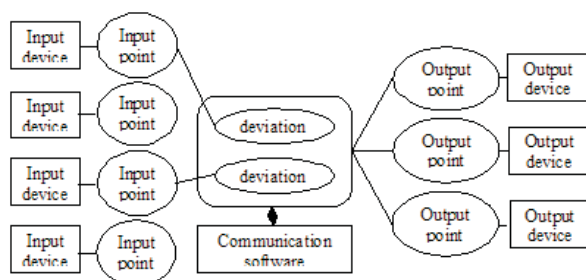 Input
device
Input
point
Input
device
Input
point
Input
device
Input
point
Input
device
Input
point
deviation
deviation
Communication
software
Output
point
Output
device
Output
point
Output
device
Output
point
Output
device